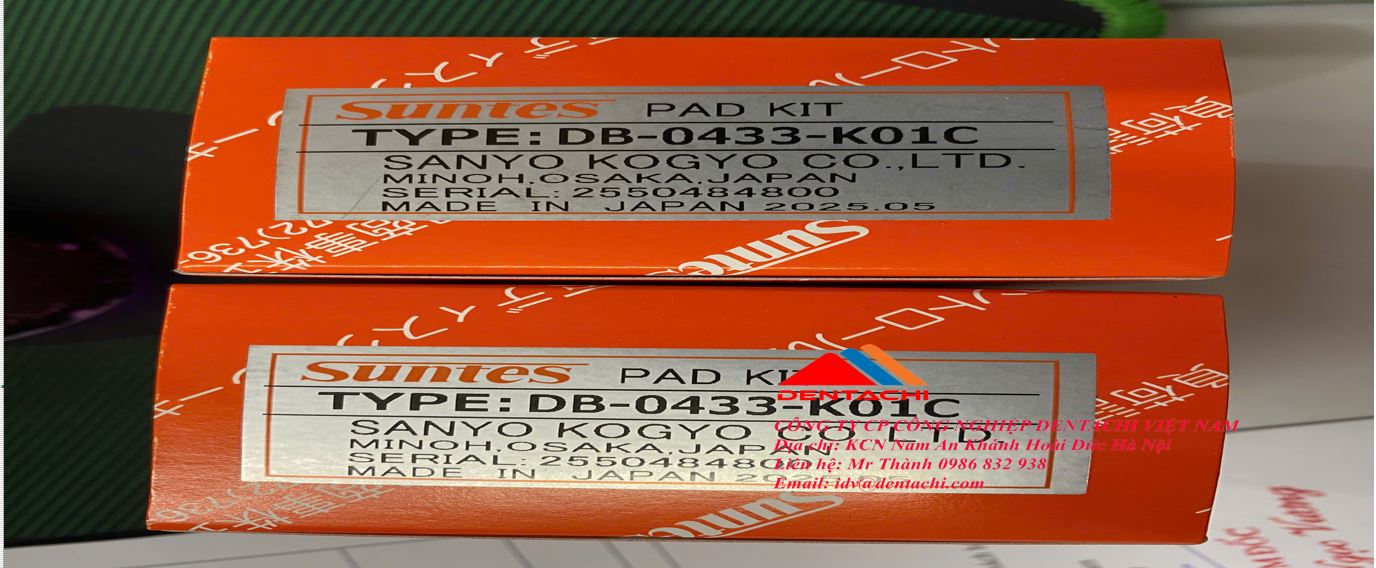 Suntes PAD KIT
TYPE: DB-0433-K01C
SANYO KOGYO CO.,LTD.
MINOH,OSAKA,JAPAN
SERIAL: 2550484800
MADE IN JAPAN 2025.05
Suntes
Suntes PAD KIT
TYPE: DB-0433-K01C
SANYO KOGYO CO.,LTD.
MINOH,OSAKA,JAPAN
SERIAL: 2550484800
MADE IN JAPAN
DENTACHI
CÔNG TY CP CÔNG NGHIỆP DENTACHI VIỆT NAM
Địa chỉ: KCN Nam An Khánh Hoài Đức Hà Nội
Liên hệ: Mr Thành 0986 832 938
Email: idv@dentachi.com
Suntes